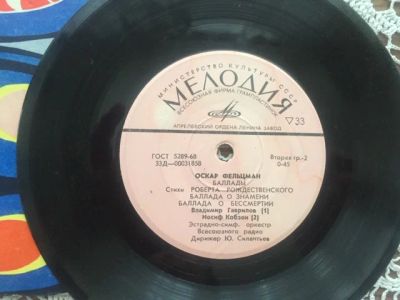 МИНИСТЕРСТВО КУЛЬТУРЫ СССР
МЕЛОДИЯ
ВСЕСОЮЗНАЯ ФИРМА ГРАМПЛАСТИНОК
▽33
АПРЕЛЕВСКИЙ ОРДЕНА ЛЕНИНА ЗАВОД
ГОСТ 5289-68
33Д—00031858
Вторая гр.-2
0-45
ОСКАР ФЕЛЬЦМАН
БАЛЛАДЫ
Стихи РОБЕРТА РОЖДЕСТВЕНСКОГО
БАЛЛАДА О ЗНАМЕНИ
БАЛЛАДА О БЕССМЕРТИИ
Владимир Гаврилов (1)
Иосиф Кобзон (2)
Эстрадно-симф. оркестр
Всесоюзного радио
Дирижер Ю. Силантьев